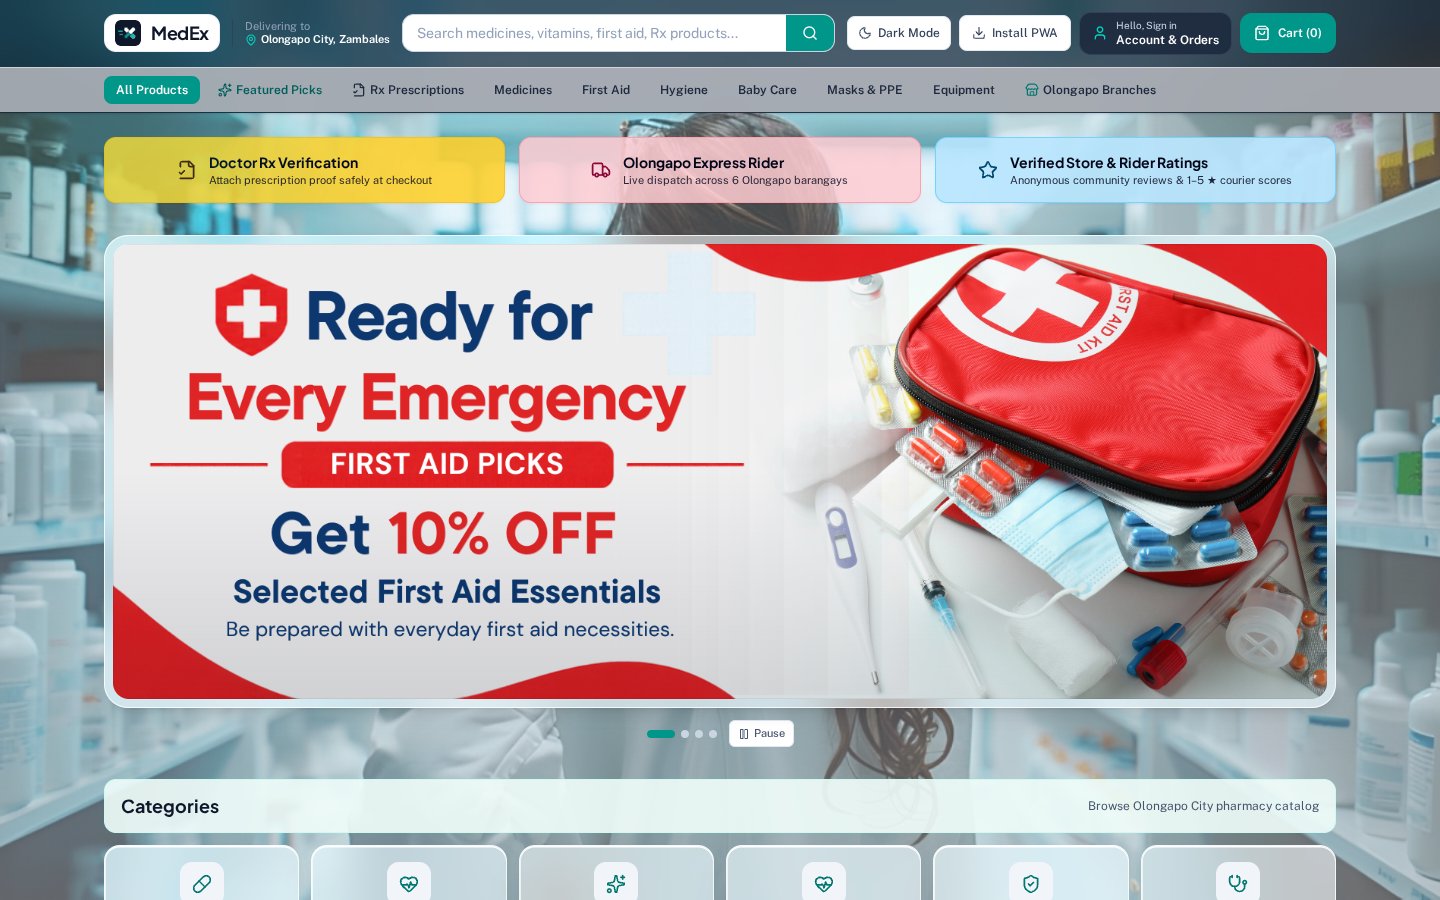 MedEx
Delivering to
Olongapo City, Zambales
Search medicines, vitamins, first aid, Rx products...
Dark Mode
Install PWA
Hello, Sign in
Account & Orders
Cart (0)
All Products
Featured Picks
Rx Prescriptions
Medicines
First Aid
Hygiene
Baby Care
Masks & PPE
Equipment
Olongapo Branches
Doctor Rx Verification
Attach prescription proof safely at checkout
Olongapo Express Rider
Live dispatch across 6 Olongapo barangays
Verified Store & Rider Ratings
Anonymous community reviews & 1–5 ★ courier scores
Ready for
Every Emergency
FIRST AID PICKS
Get 10% OFF
Selected First Aid Essentials
Be prepared with everyday first aid necessities.
RST AID KIT
Pause
Categories
Browse Olongapo City pharmacy catalog